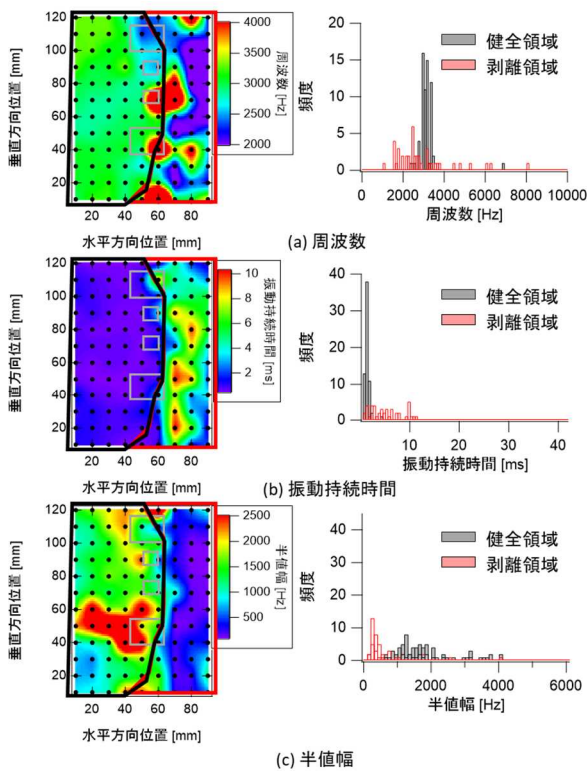 120
100
80
60
40
20
垂直方向位置 [mm]
20 40 60 80
水平方向位置 [mm]
4000
3500
3000
2500
2000
周波数 [Hz]
20
15
10
5
0
頻度
健全領域
剥離領域
0 2000 4000 6000 8000 10000
周波数 [Hz]
(a) 周波数
120
100
80
60
40
20
垂直方向位置 [mm]
20 40 60 80
水平方向位置 [mm]
10
8
6
4
2
振動持続時間 [ms]
40
30
20
10
0
頻度
健全領域
剥離領域
0 10 20 30 40
振動持続時間 [ms]
(b) 振動持続時間
120
100
80
60
40
20
垂直方向位置 [mm]
20 40 60 80
水平方向位置 [mm]
2500
2000
1500
1000
500
半値幅 [Hz]
40
30
20
10
0
頻度
健全領域
剥離領域
0 2000 4000 6000
半値幅 [Hz]
(c) 半値幅